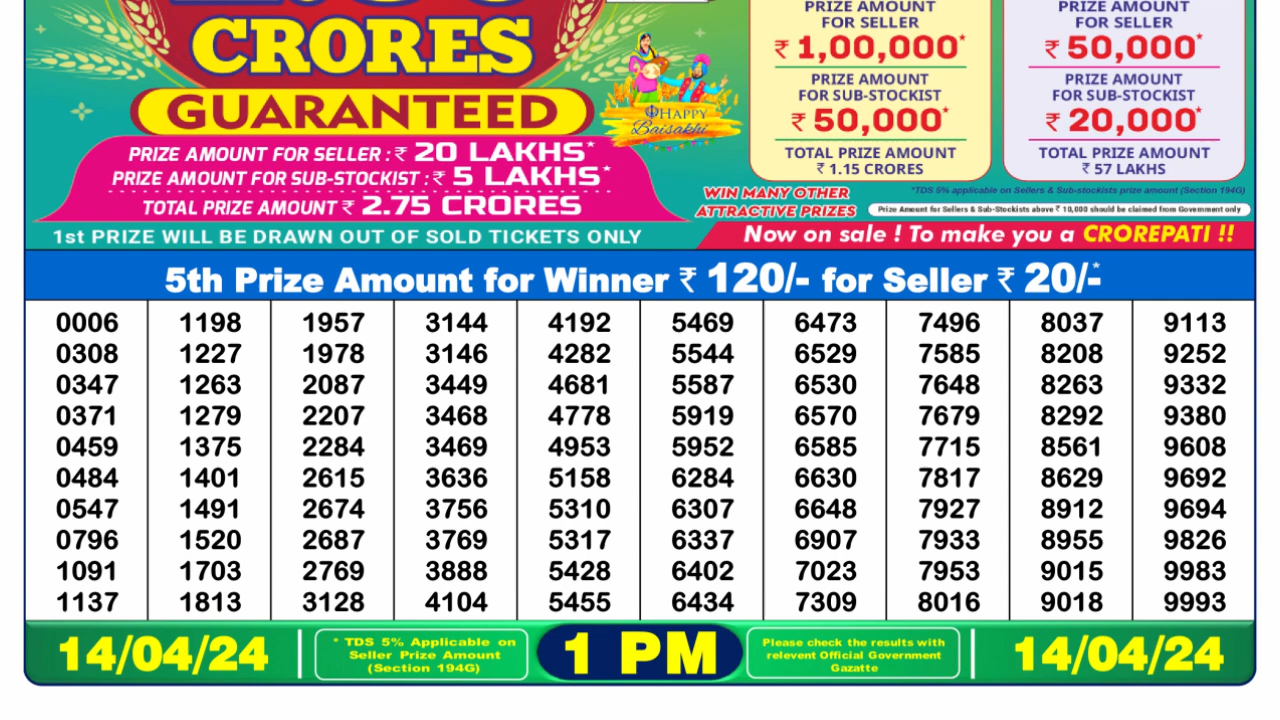 CRORES
GUARANTEED
PRIZE AMOUNT FOR SELLER : ₹ 20 LAKHS*
PRIZE AMOUNT FOR SUB-STOCKIST : ₹ 5 LAKHS*
TOTAL PRIZE AMOUNT ₹ 2.75 CRORES
1st PRIZE WILL BE DRAWN OUT OF SOLD TICKETS ONLY
HAPPY
Baisakhi
PRIZE AMOUNT
FOR SELLER
₹ 1,00,000*
PRIZE AMOUNT
FOR SUB-STOCKIST
₹ 50,000*
TOTAL PRIZE AMOUNT
₹ 1.15 CRORES
PRIZE AMOUNT
FOR SELLER
₹ 50,000*
PRIZE AMOUNT
FOR SUB-STOCKIST
₹ 20,000*
TOTAL PRIZE AMOUNT
₹ 57 LAKHS
WIN MANY OTHER
ATTRACTIVE PRIZES
*TDS 5% applicable on Sellers & Sub-stockists prize amount (Section 194G)
Prize Amount for Sellers & Sub-Stockists above ₹ 10,000 should be claimed from Government only
Now on sale ! To make you a CROREPATI !!
5th Prize Amount for Winner ₹ 120/- for Seller ₹ 20/-*
0006 1198 1957 3144 4192 5469 6473 7496 8037 9113
0308 1227 1978 3146 4282 5544 6529 7585 8208 9252
0347 1263 2087 3449 4681 5587 6530 7648 8263 9332
0371 1279 2207 3468 4778 5919 6570 7679 8292 9380
0459 1375 2284 3469 4953 5952 6585 7715 8561 9608
0484 1401 2615 3636 5158 6284 6630 7817 8629 9692
0547 1491 2674 3756 5310 6307 6648 7927 8912 9694
0796 1520 2687 3769 5317 6337 6907 7933 8955 9826
1091 1703 2769 3888 5428 6402 7023 7953 9015 9983
1137 1813 3128 4104 5455 6434 7309 8016 9018 9993
14/04/24
* TDS 5% Applicable on
Seller Prize Amount
(Section 194G)
1 PM
Please check the results with
relevent Official Government
Gazatte
14/04/24